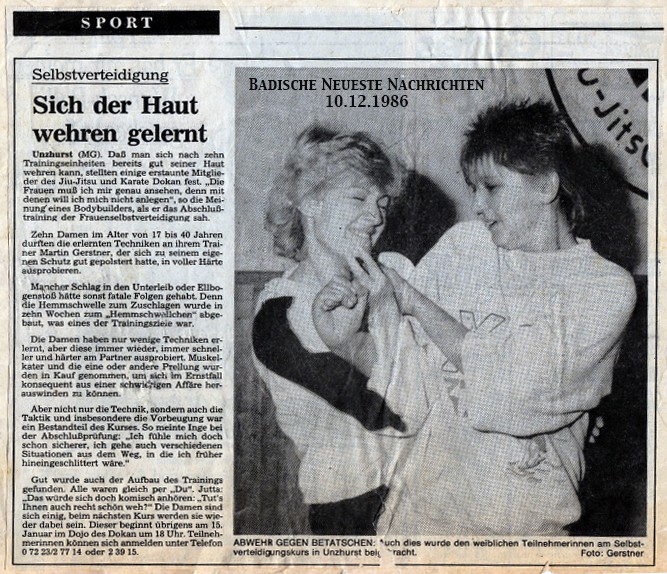 SPORT
Selbstverteidigung
Sich der Haut
wehren gelernt
Unzhurst (MG). Daß man sich nach zehn
Trainingseinheiten bereits gut seiner Haut
wehren kann, stellten einige erstaunte Mitglie-
der des Jiu-Jitsu und Karate Dokan fest. „Die
Frauen muß ich mir genau ansehen, denn mit
denen will ich mich nicht anlegen“, so die Mei-
nung eines Bodybuilders, als er das Abschluß-
training der Frauenselbstverteidigung sah.
Zehn Damen im Alter von 17 bis 40 Jahren
durften die erlernten Techniken an ihrem Trai-
ner Martin Gerstner, der sich zu seinem eige-
nen Schutz gut gepolstert hatte, in voller Härte
ausprobieren.
Mancher Schlag in den Unterleib oder Ellbo-
genstoß hätte sonst fatale Folgen gehabt. Denn
die Hemmschwelle zum Zuschlagen wurde in
zehn Wochen zum „Hemmschwellchen“ abge-
baut, was eines der Trainingsziele war.
Die Damen haben nur wenige Techniken er-
lernt, aber diese immer wieder, immer schnel-
ler und härter am Partner ausprobiert. Muskel-
kater und die eine oder andere Prellung wur-
den in Kauf genommen, um sich im Ernstfall
konsequent aus einer schwierigen Affäre her-
auswinden zu können.
Aber nicht nur die Technik, sondern auch die
Taktik und insbesondere die Vorbeugung war
ein Bestandteil des Kurses. So meinte Inge bei
der Abschlußprüfung: „Ich fühle mich doch
schon sicherer, ich gehe auch verschiedenen
Situationen aus dem Weg, in die ich früher
hineingeschlittert wäre.“
Gut wurde auch der Aufbau des Trainings
gefunden. Alle waren gleich per „Du“. Jutta:
„Das würde sich doch komisch anhören: „Tut's
Ihnen auch recht schön weh?“ Die Damen sind
sich einig, beim nächsten Kurs werden sie wie-
der dabei sein. Dieser beginnt übrigens am 15.
Januar im Dojo des Dokan um 18 Uhr. Teilneh-
merinnen können sich anmelden unter Telefon
0 72 23/2 77 14 oder 2 39 15.
Badische Neueste Nachrichten
10.12.1986
u-Jitsu
ABWEHR GEGEN BETATSCHEN: Auch dies wurde den weiblichen Teilnehmerinnen am Selbst-
verteidigungskurs in Unzhurst beigebracht. Foto: Gerstner